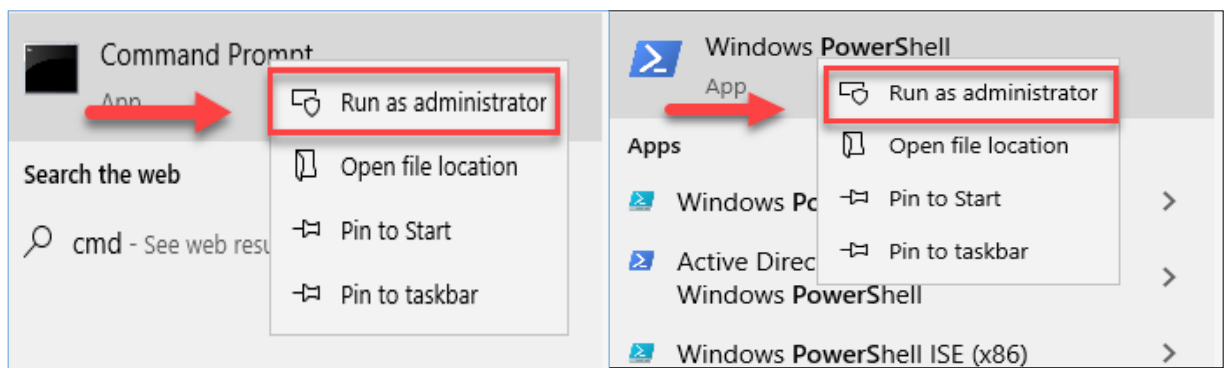 Command Prompt
App
Run as administrator
Open file location
Search the web
Pin to Start
cmd - See web resu
Pin to taskbar
Windows PowerShell
App
Run as administrator
Apps
Open file location
Windows Po
Pin to Start
Active Direc
Pin to taskbar
Windows PowerShell
Windows PowerShell ISE (x86)